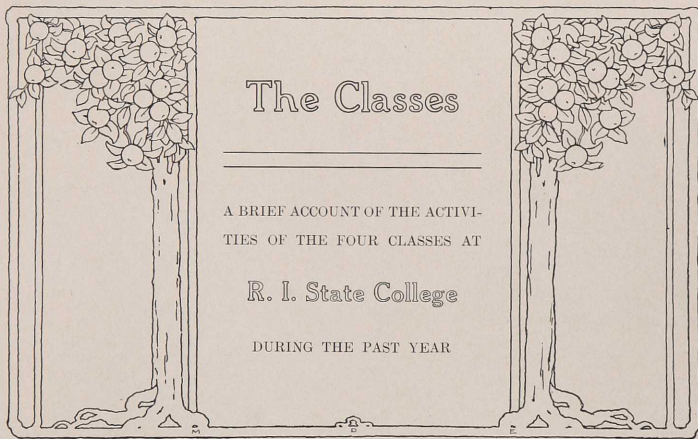 The Classes
A BRIEF ACCOUNT OF THE ACTIVI-
TIES OF THE FOUR CLASSES AT
R. I. State College
DURING THE PAST YEAR
M D E